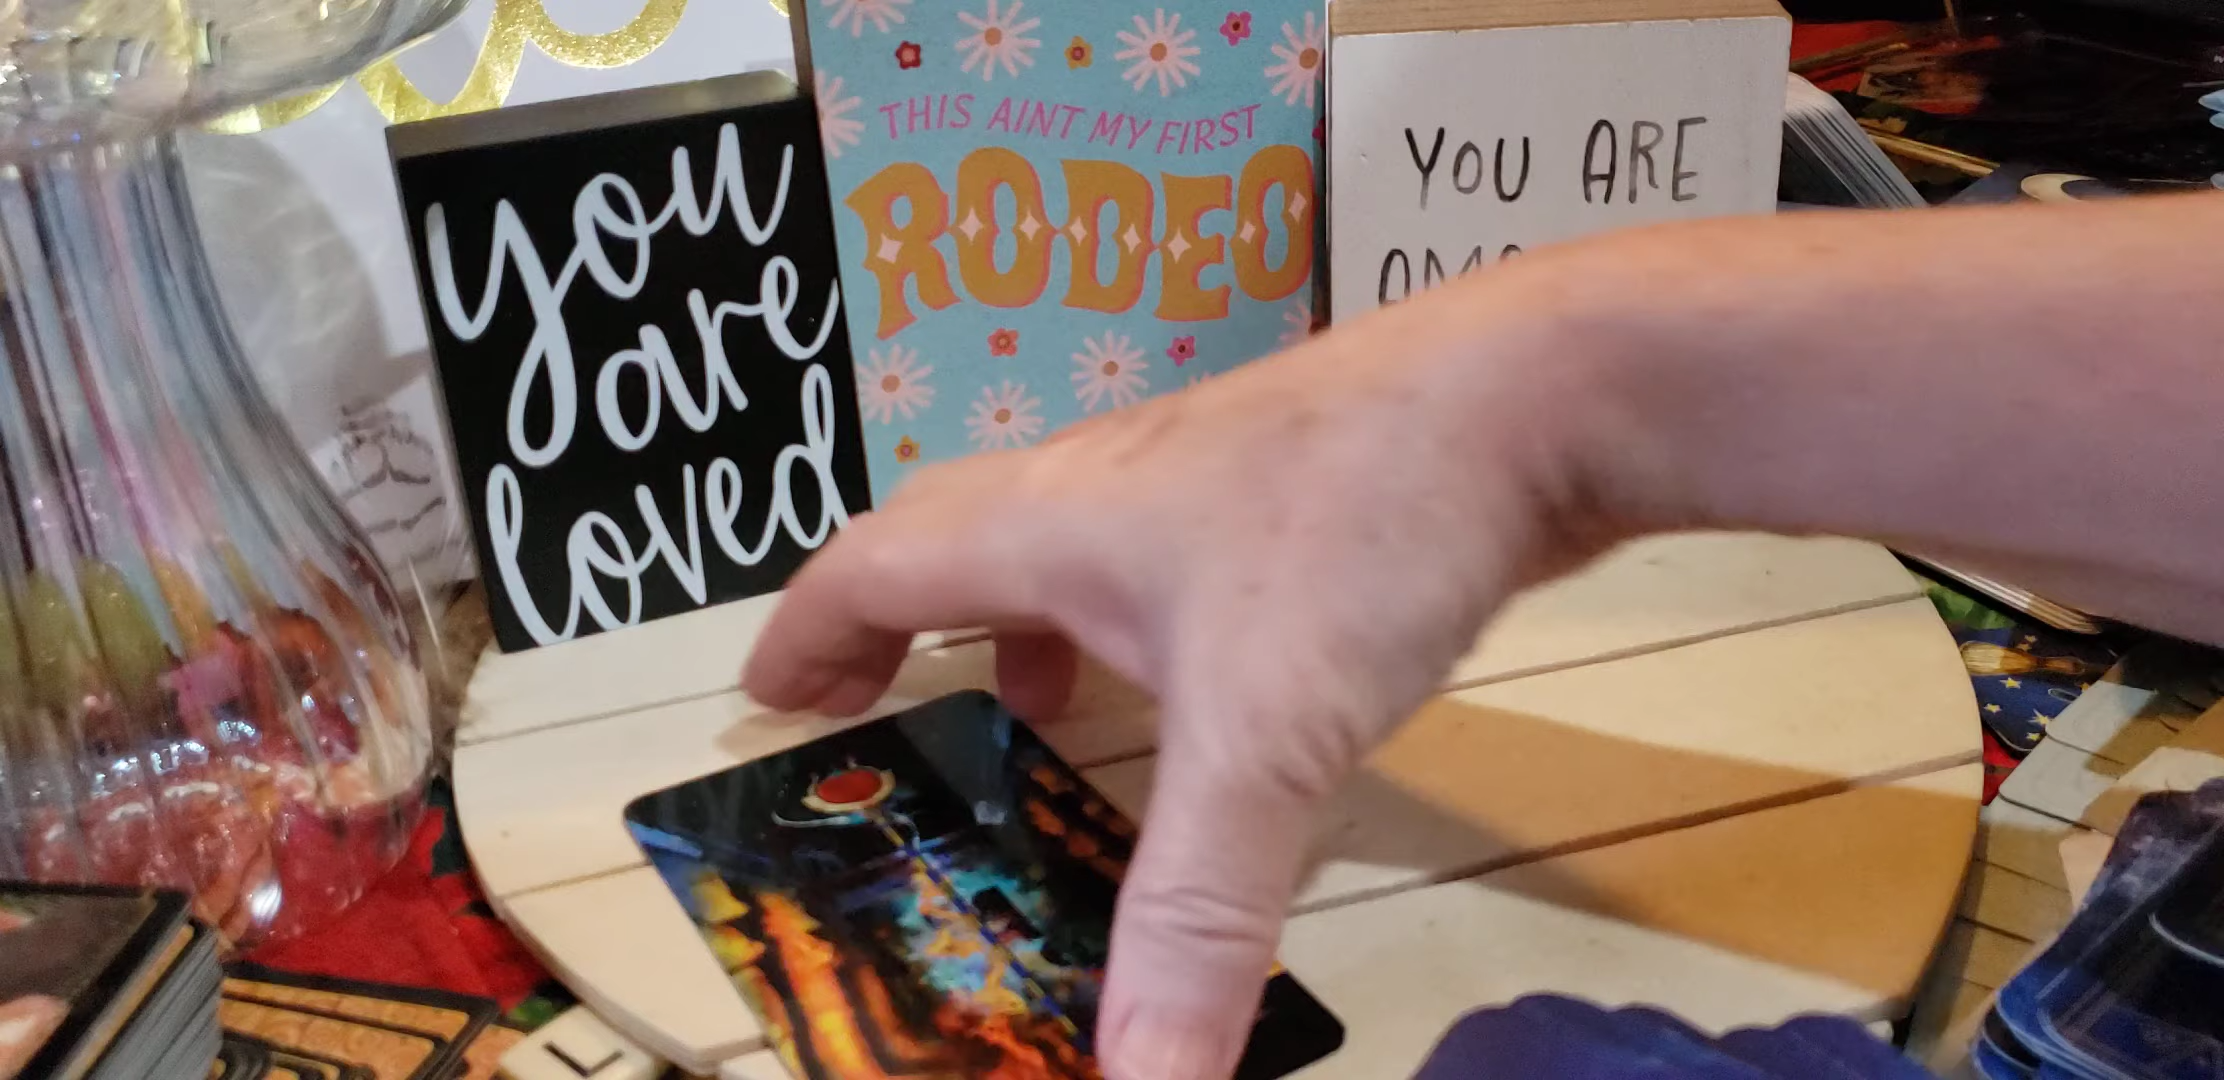 you
are
loved
THIS AINT MY FIRST
RODEO
YOU ARE
L